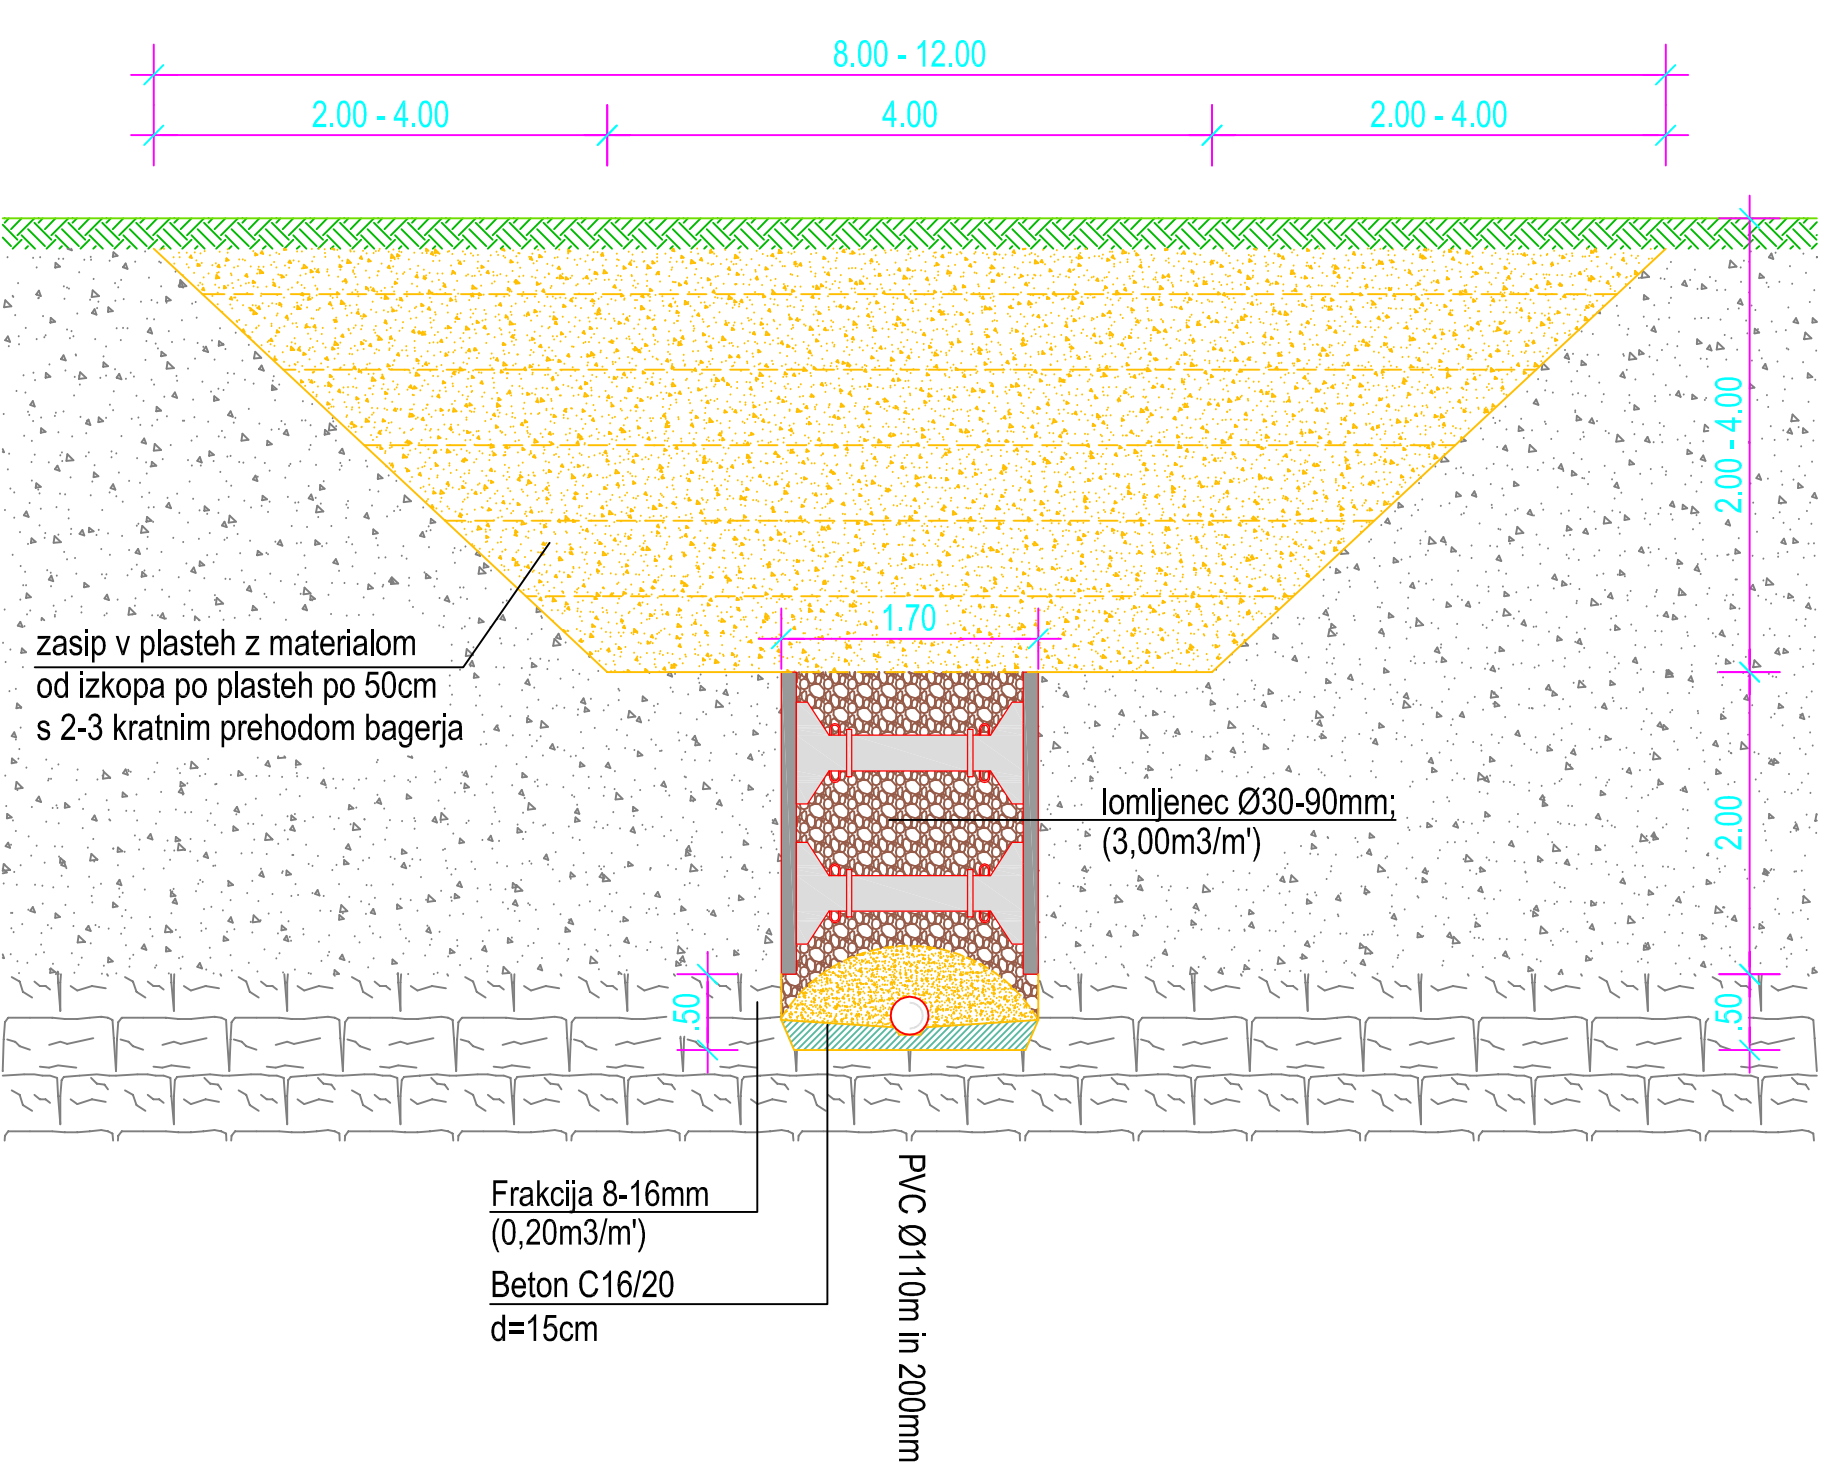 8.00 - 12.00
2.00 - 4.00
4.00
2.00 - 4.00
2.00 - 4.00
1.70
zasip v plasteh z materialom
od izkopa po plasteh po 50cm
s 2-3 kratnim prehodom bagerja
lomljenec Ø30-90mm;
(3,00m3/m')
2.00
.50
.50
Frakcija 8-16mm
(0,20m3/m')
Beton C16/20
d=15cm
PVC Ø110m in 200mm